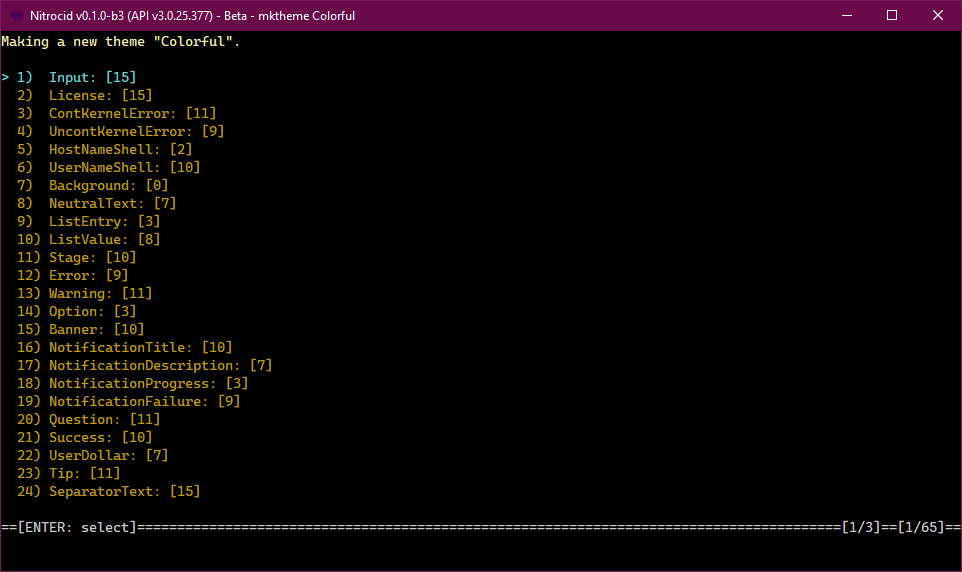 Nitrocid v0.1.0-b3 (API v3.0.25.377) - Beta - mktheme Colorful
Making a new theme "Colorful".
> 1)  Input: [15]
  2)  License: [15]
  3)  ContKernelError: [11]
  4)  UncontKernelError: [9]
  5)  HostNameShell: [2]
  6)  UserNameShell: [10]
  7)  Background: [0]
  8)  NeutralText: [7]
  9)  ListEntry: [3]
  10) ListValue: [8]
  11) Stage: [10]
  12) Error: [9]
  13) Warning: [11]
  14) Option: [3]
  15) Banner: [10]
  16) NotificationTitle: [10]
  17) NotificationDescription: [7]
  18) NotificationProgress: [3]
  19) NotificationFailure: [9]
  20) Question: [11]
  21) Success: [10]
  22) UserDollar: [7]
  23) Tip: [11]
  24) SeparatorText: [15]
==[ENTER: select]========================================================================================[1/3]==[1/65]==